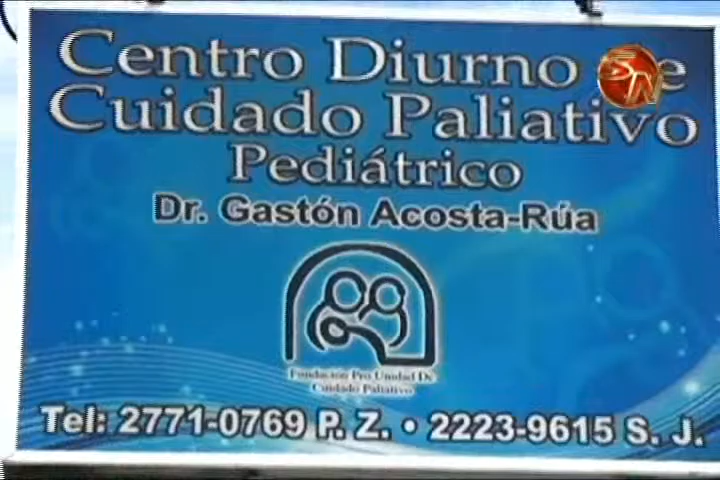 Centro Diurno de
Cuidado Paliativo
Pediátrico
Dr. Gastón Acosta-Rúa
Fundación Pro Unidad De
Cuidado Paliativo
Tel: 2771-0769 P. Z. • 2223-9615 S. J.